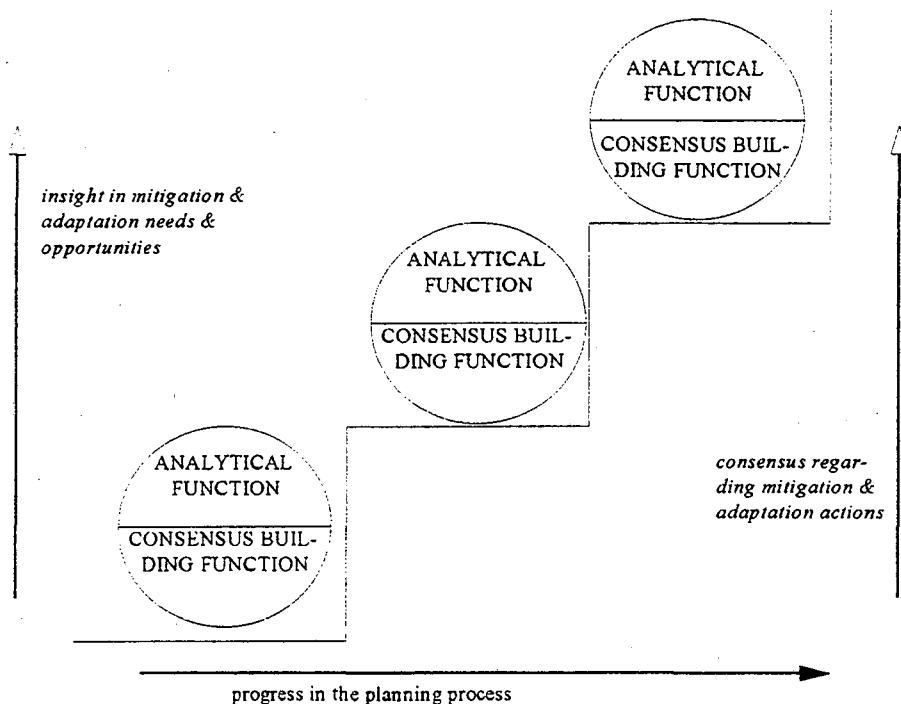 ANALYTICAL
FUNCTION
CONSENSUS BUIL-
DING FUNCTION
insight in mitigation &
adaptation needs &
opportunities
ANALYTICAL
FUNCTION
CONSENSUS BUIL-
DING FUNCTION
ANALYTICAL
FUNCTION
CONSENSUS BUIL-
DING FUNCTION
consensus regar-
ding mitigation &
adaptation actions
progress in the planning process